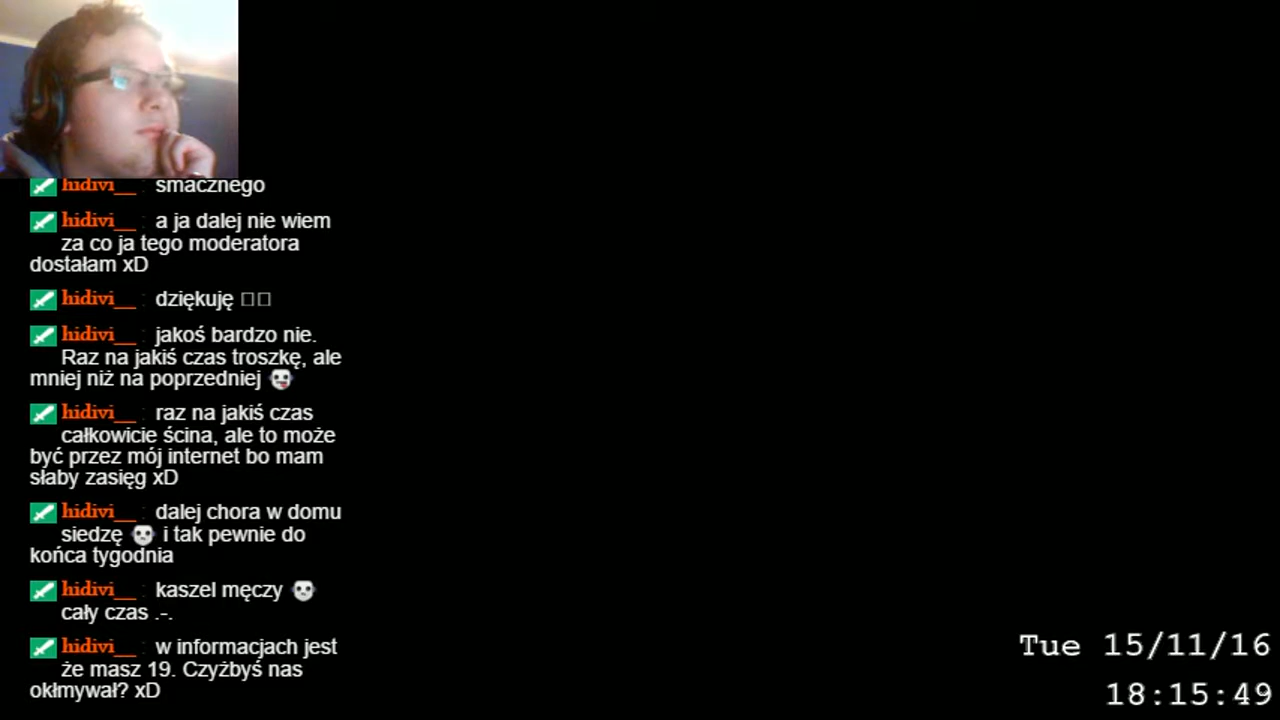 hidivi__ : smacznego
hidivi__ : a ja dalej nie wiem
za co ja tego moderatora
dostałam xD
hidivi__ : dziękuję □□
hidivi__ : jakoś bardzo nie.
Raz na jakiś czas troszkę, ale
mniej niż na poprzedniej
hidivi__ : raz na jakiś czas
całkowicie ścina, ale to może
być przez mój internet bo mam
słaby zasięg xD
hidivi__ : dalej chora w domu
siedzę 💀 i tak pewnie do
końca tygodnia
hidivi__ : kaszel męczy 💀
cały czas .-.
hidivi__ : w informacjach jest
że masz 19. Czyżbyś nas
okłmywał? xD
Tue 15/11/16
18:15:49